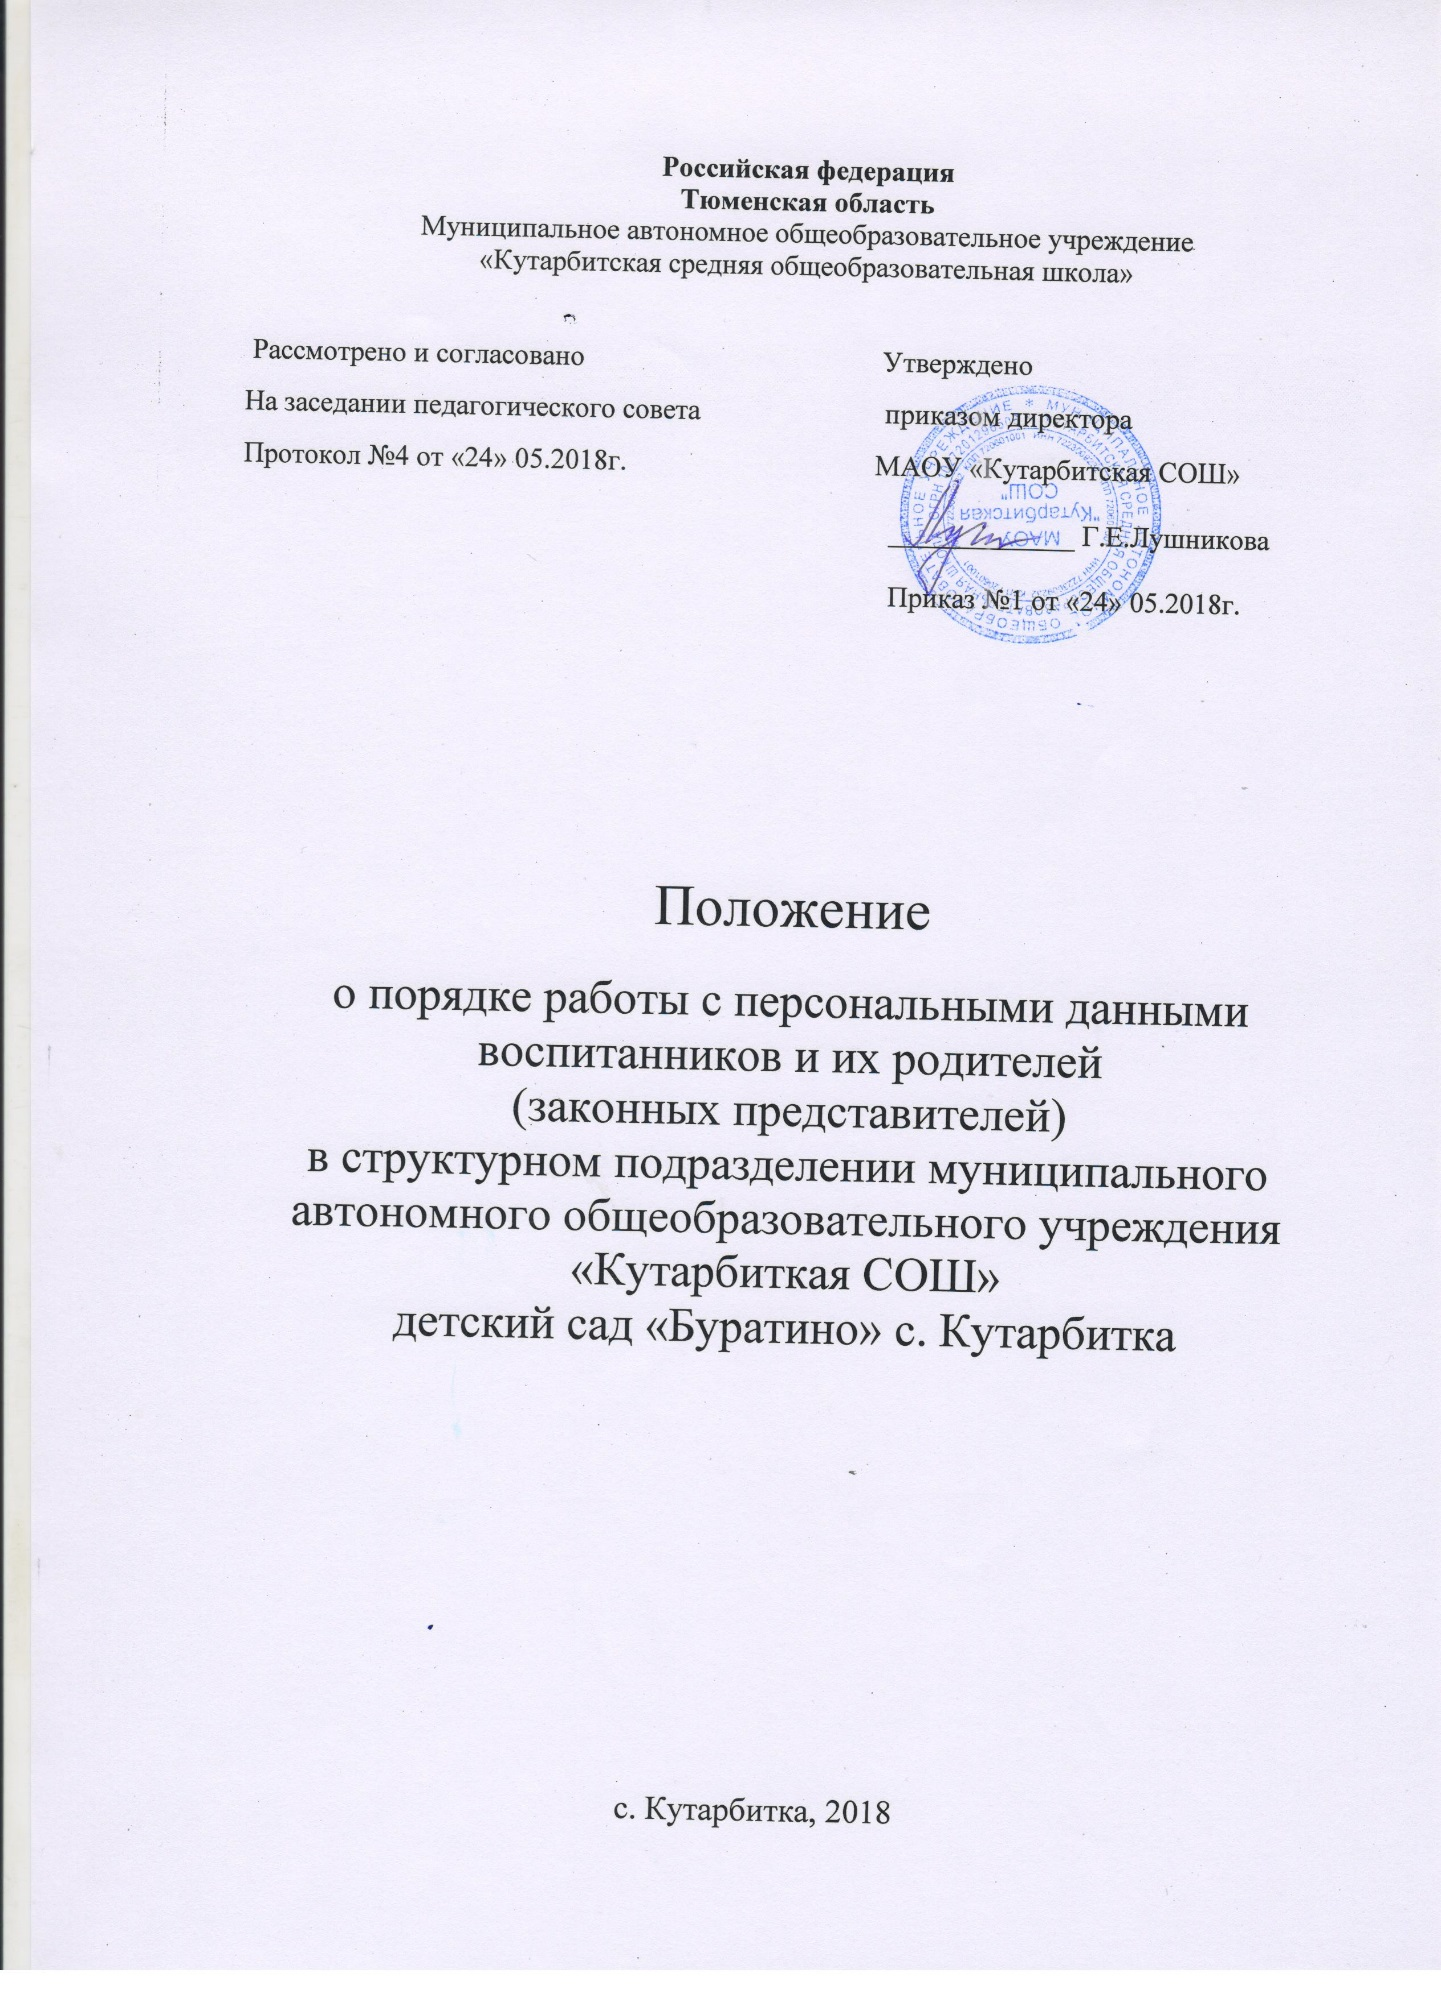 Российская федерация
Тюменская область
Муниципальное автономное общеобразовательное учреждение
«Кутарбитская средняя общеобразовательная школа»
Рассмотрено и согласовано
На заседании педагогического совета
Протокол №4 от «24» 05.2018г.
Утверждено
приказом директора
МАОУ «Кутарбитская СОШ»
Г.Е.Лушникова
Приказ №1 от «24» 05.2018г.
МАОУ
"Кутарбитская
СОШ"
Положение
о порядке работы с персональными данными
воспитанников и их родителей
(законных представителей)
в структурном подразделении муниципального
автономного общеобразовательного учреждения
«Кутарбиткая СОШ»
детский сад «Буратино» с. Кутарбитка
с. Кутарбитка, 2018